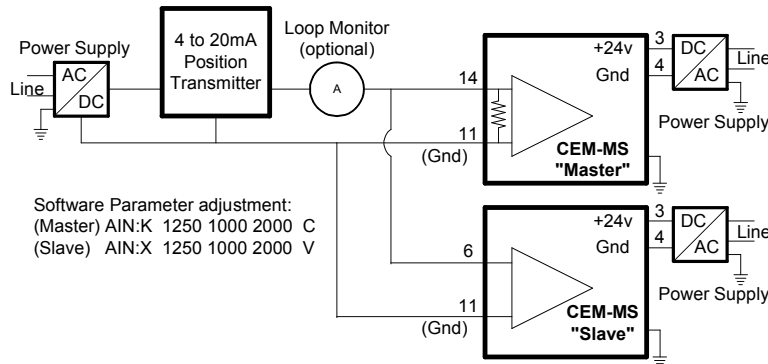 Power Supply
Line
AC
DC
4 to 20mA
Position
Transmitter
Loop Monitor
(optional)
A
14
11
(Gnd)
+24v
Gnd
CEM-MS
"Master"
3
4
DC
AC
Line
Power Supply
Software Parameter adjustment:
(Master) AIN:K 1250 1000 2000 C
(Slave) AIN:X 1250 1000 2000 V
6
11
(Gnd)
+24v
Gnd
CEM-MS
"Slave"
3
4
DC
AC
Line
Power Supply